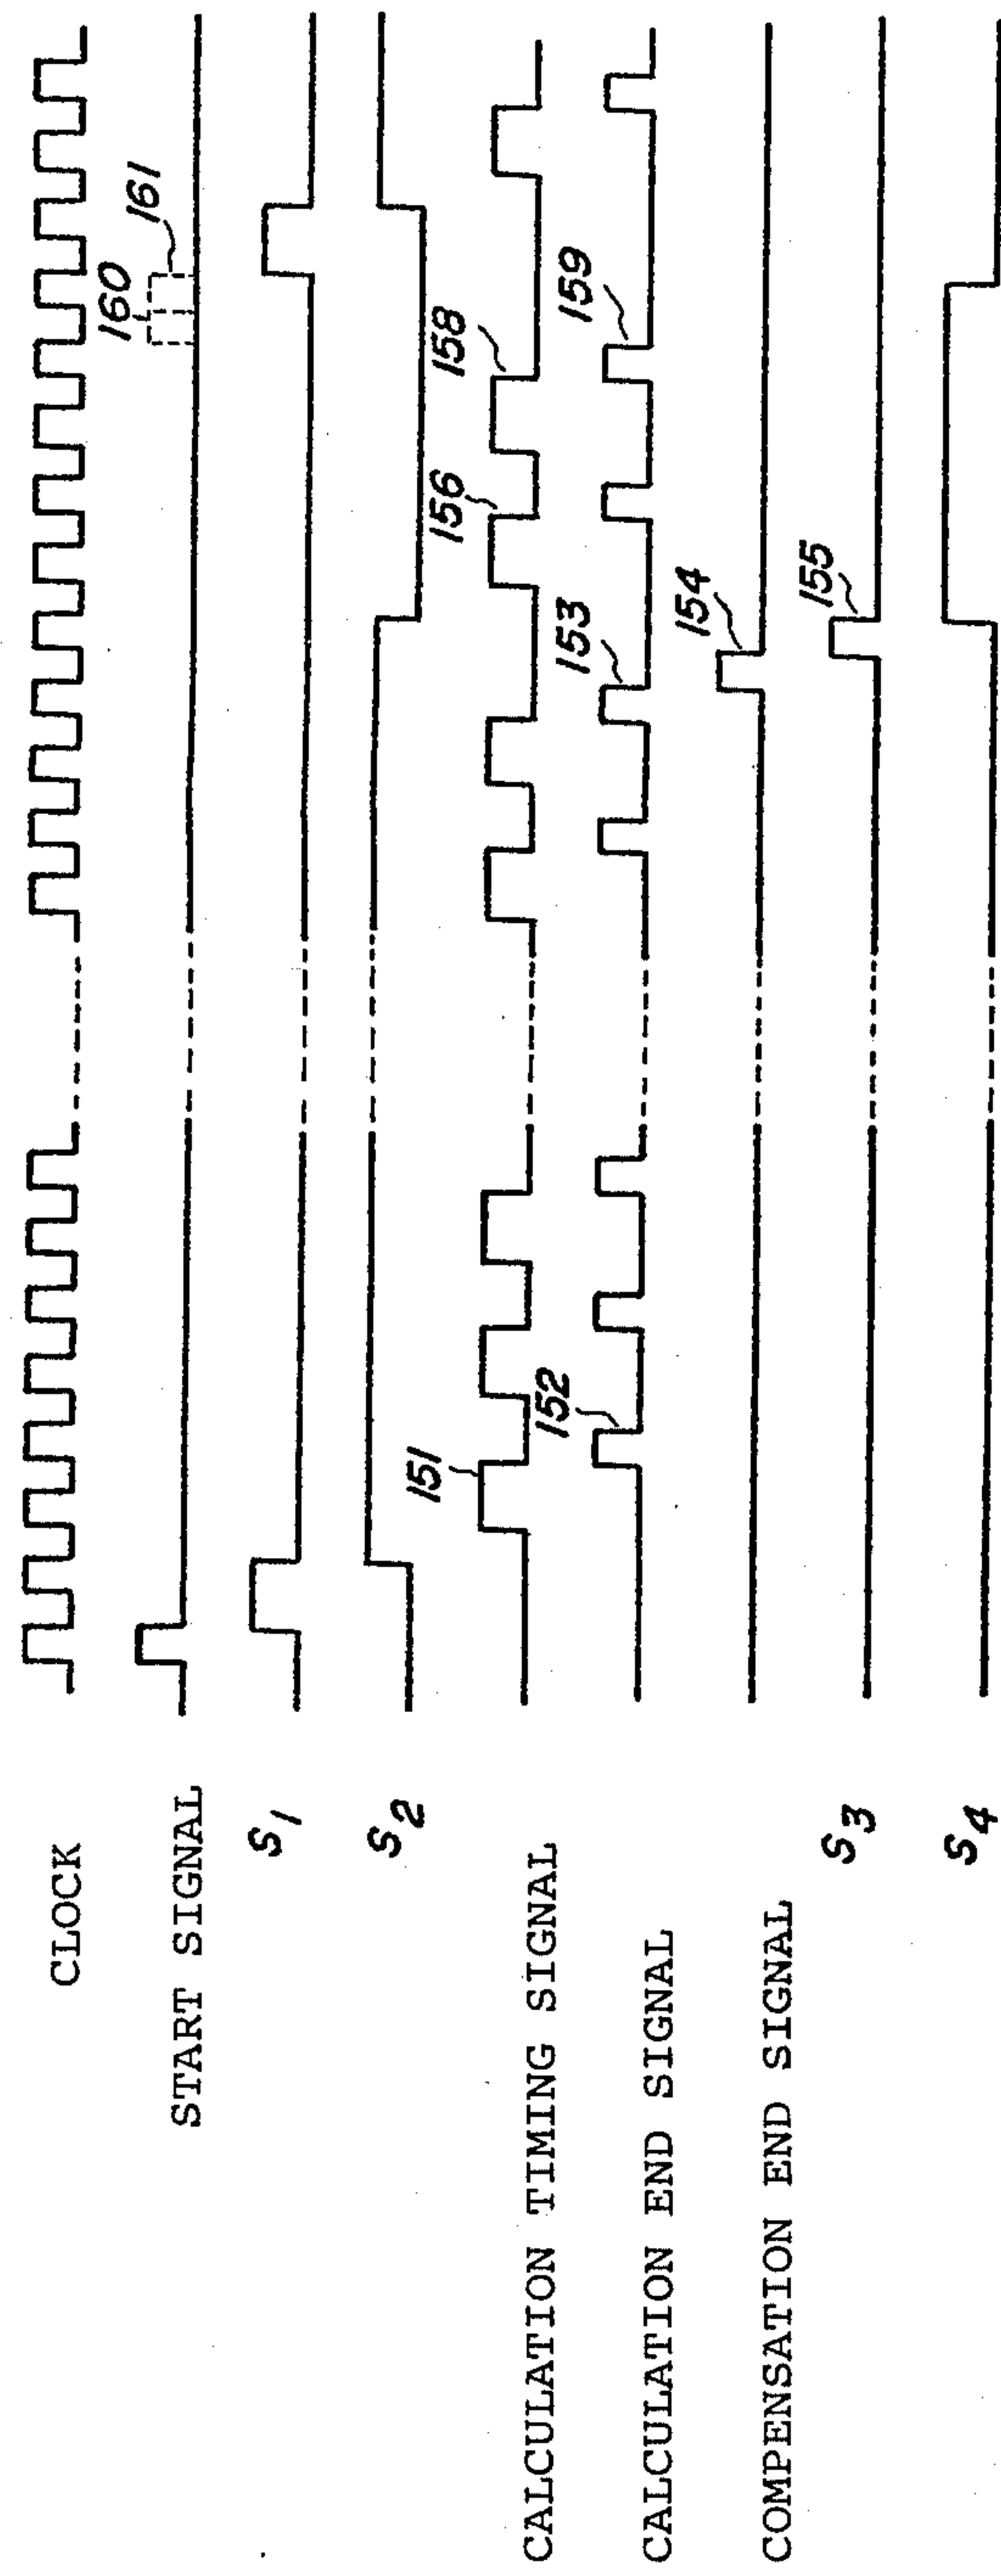 CLOCK
START SIGNAL
160
161
S1
S2
CALCULATION TIMING SIGNAL
151
156
158
CALCULATION END SIGNAL
152
153
159
COMPENSATION END SIGNAL
154
S3
155
S4